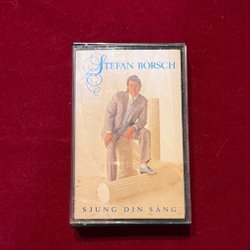 STEFAN BORSCH
SJUNG DIN SÅNG